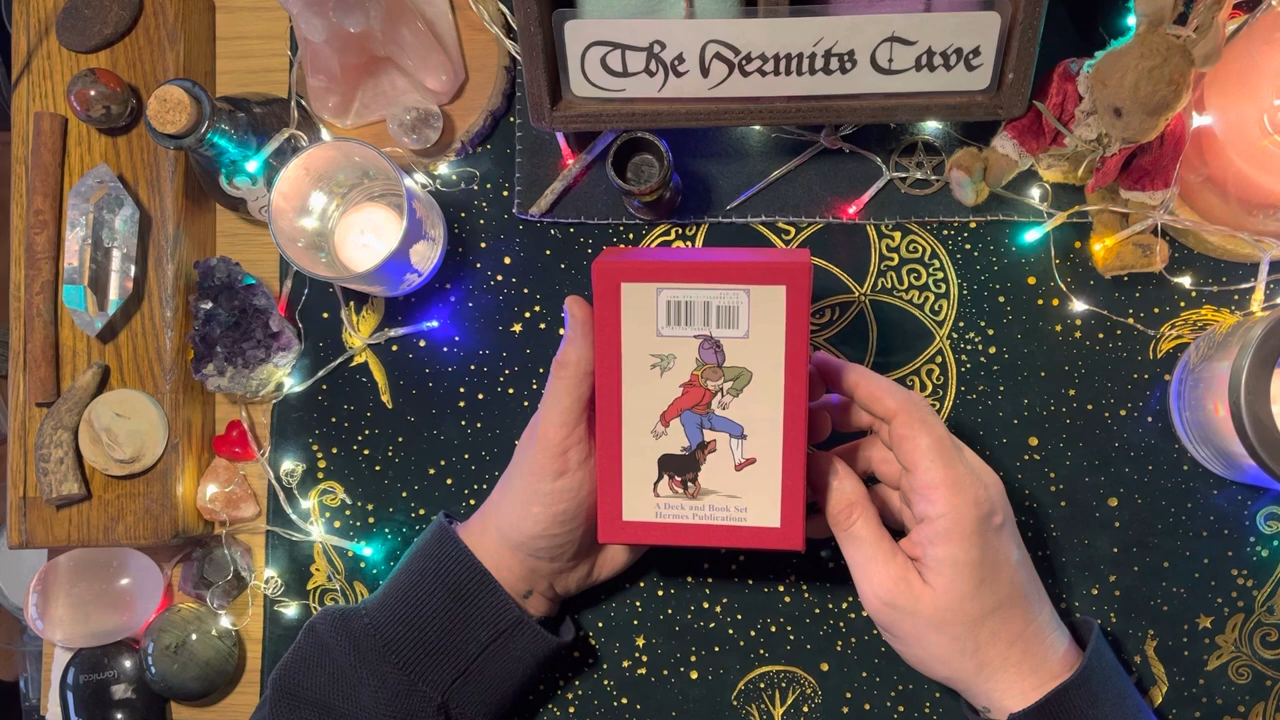 The Hermits Cave
A Deck and Book Set
Hermes Publications